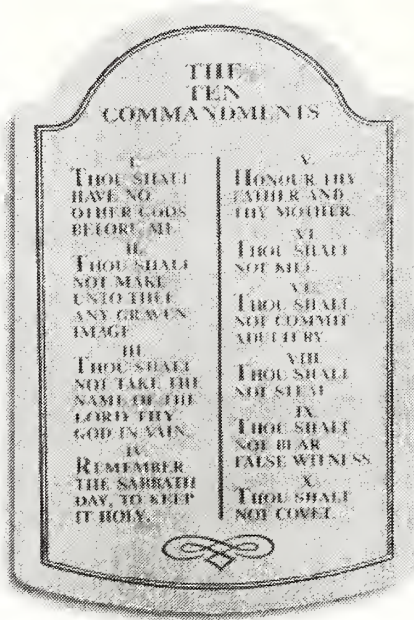 THE
TEN
COMMANDMENTS
I.
THOU SHALT
HAVE NO
OTHER GODS
BEFORE ME.
II.
THOU SHALT
NOT MAKE
UNTO THEE
ANY GRAVEN
IMAGE
III.
THOU SHALT
NOT TAKE THE
NAME OF THE
LORD THY
GOD IN VAIN.
IV.
REMEMBER
THE SABBATH
DAY, TO KEEP
IT HOLY.
V.
HONOUR THY
FATHER AND
THY MOTHER.
VI.
THOU SHALT
NOT KILL.
VII.
THOU SHALT
NOT COMMIT
ADULTERY.
VIII.
THOU SHALT
NOT STEAL
IX.
THOU SHALT
NOT BEAR
FALSE WITNESS
X.
THOU SHALT
NOT COVET.